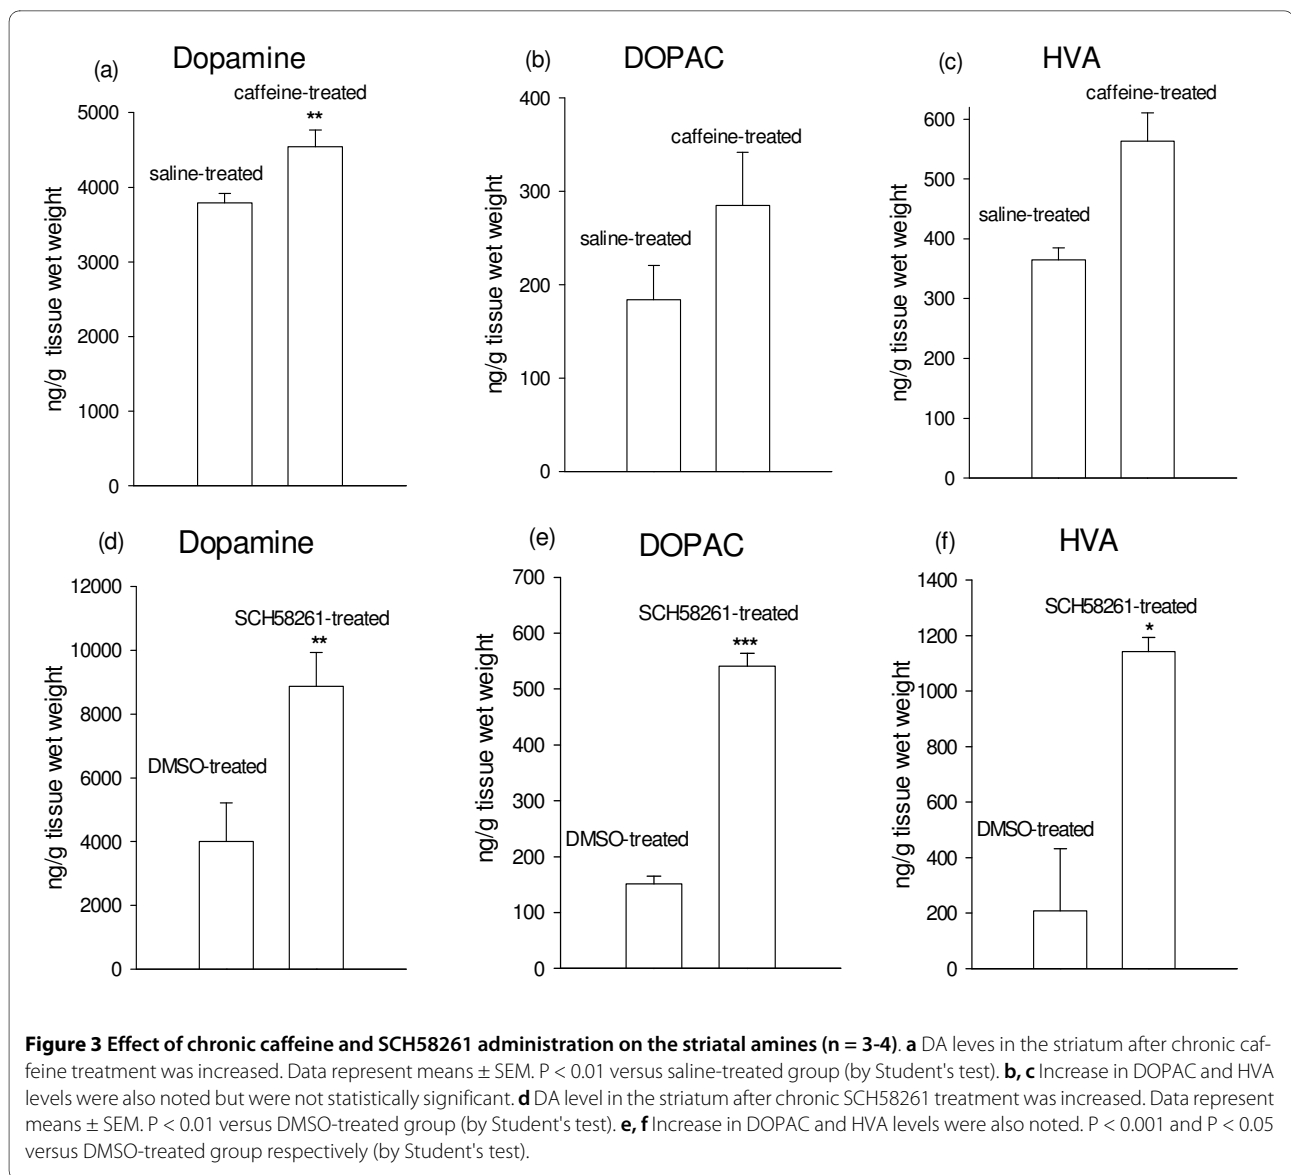 (a) Dopamine
caffeine-treated
**
saline-treated
ng/g tissue wet weight
5000
4000
3000
2000
1000
0
(b) DOPAC
caffeine-treated
saline-treated
ng/g tissue wet weight
400
300
200
100
0
(c) HVA
caffeine-treated
saline-treated
ng/g tissue wet weight
600
500
400
300
200
100
0
(d) Dopamine
SCH58261-treated
**
DMSO-treated
ng/g tissue wet weight
12000
10000
8000
6000
4000
2000
0
(e) DOPAC
SCH58261-treated
***
DMSO-treated
ng/g tissue wet weight
700
600
500
400
300
200
100
0
(f) HVA
SCH58261-treated
*
DMSO-treated
ng/g tissue wet weight
1400
1200
1000
800
600
400
200
0
Figure 3 Effect of chronic caffeine and SCH58261 administration on the striatal amines (n = 3-4). a DA leves in the striatum after chronic caf-
feine treatment was increased. Data represent means ± SEM. P < 0.01 versus saline-treated group (by Student's test). b, c Increase in DOPAC and HVA
levels were also noted but were not statistically significant. d DA level in the striatum after chronic SCH58261 treatment was increased. Data represent
means ± SEM. P < 0.01 versus DMSO-treated group (by Student's test). e, f Increase in DOPAC and HVA levels were also noted. P < 0.001 and P < 0.05
versus DMSO-treated group respectively (by Student's test).